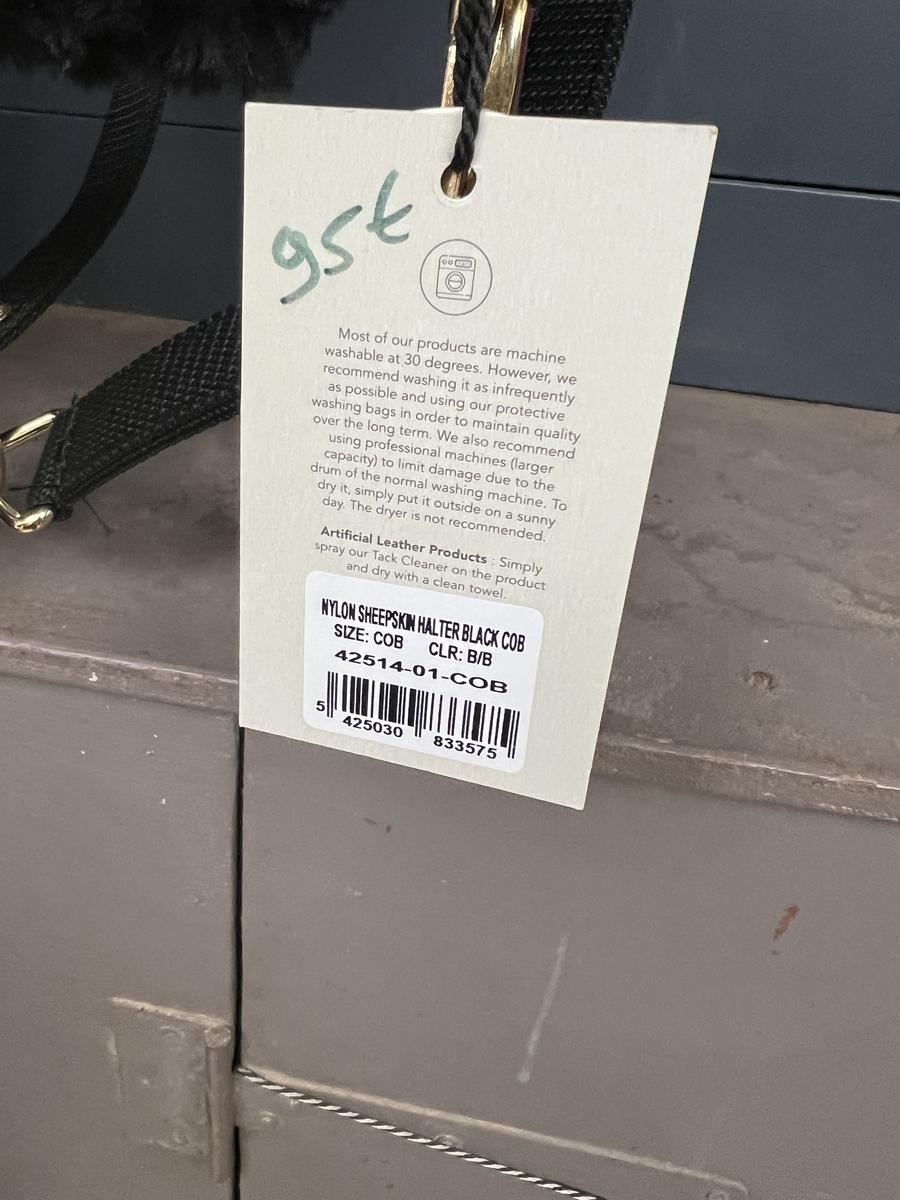 95€
Most of our products are machine
washable at 30 degrees. However, we
recommend washing it as infrequently
as possible and using our protective
washing bags in order to maintain quality
over the long term. We also recommend
using professional machines (larger
capacity) to limit damage due to the
drum of the normal washing machine. To
dry it, simply put it outside on a sunny
day. The dryer is not recommended.
Artificial Leather Products : Simply
spray our Tack Cleaner on the product
and dry with a clean towel.
NYLON SHEEPSKIN HALTER BLACK COB
SIZE: COB CLR: B/B
42514-01-COB
5 425030 833575